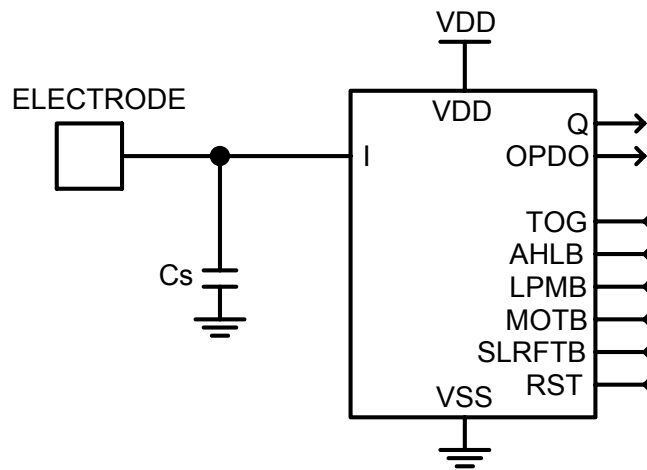 VDD
ELECTRODE
VDD
Q
I
OPDO
TOG
AHLB
Cs
LPMB
MOTB
SLRFTB
RST
VSS